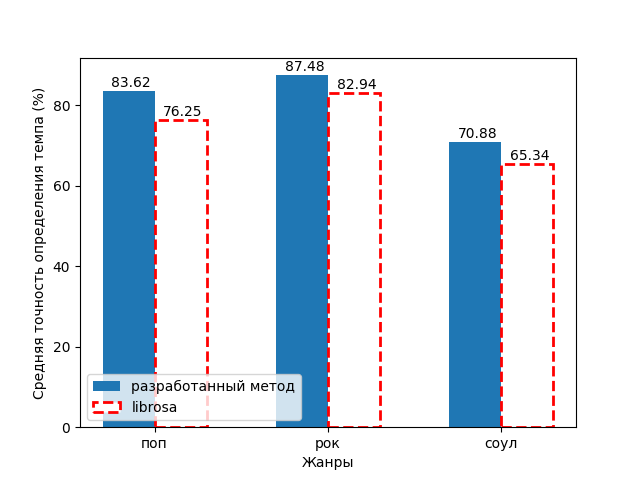 Средняя точность определения темпа (%)
80
60
40
20
0
83.62
76.25
87.48
82.94
70.88
65.34
разработанный метод
librosa
поп
рок
соул
Жанры